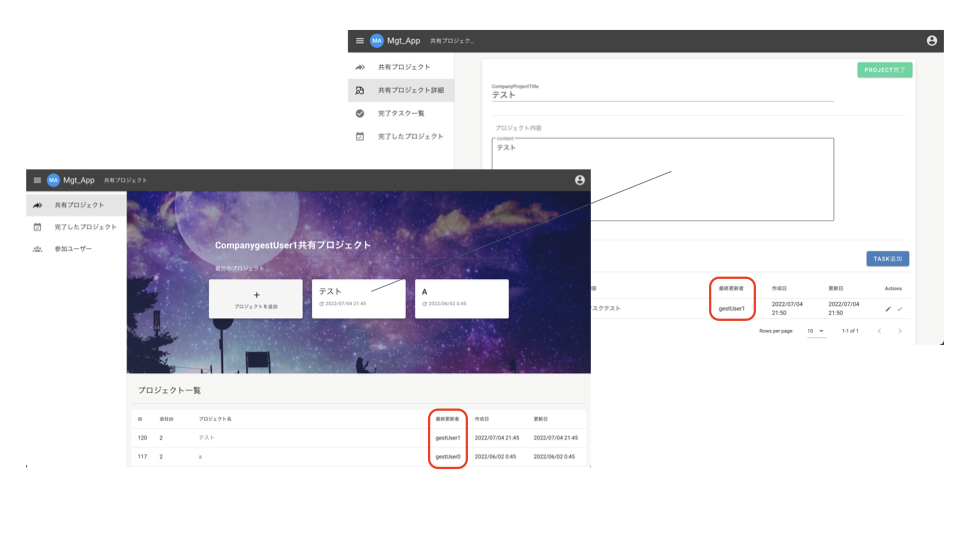 Mgt_App 共有プロジェク...
共有プロジェクト
共有プロジェクト詳細
完了タスク一覧
完了したプロジェクト
PROJECT完了
CompanyProjectTitle
テスト
プロジェクト内容
content
テスト
TASK追加
最終更新者 作成日 更新日 Actions
スクテスト gestUser1 2022/07/04 21:50 2022/07/04 21:50
Rows per page: 10 1-1 of 1
MA Mgt_App 共有プロジェクト
共有プロジェクト
完了したプロジェクト
参加ユーザー
CompanygestUser1共有プロジェクト
最近のプロジェクト
+
プロジェクトを追加
テスト
2022/07/04 21:45
A
2022/06/02 0:45
プロジェクト一覧
ID 会社ID プロジェクト名 最終更新者 作成日 更新日
120 2 テスト gestUser1 2022/07/04 21:45 2022/07/04 21:45
117 2 a gestUser0 2022/06/02 0:45 2022/06/02 0:45